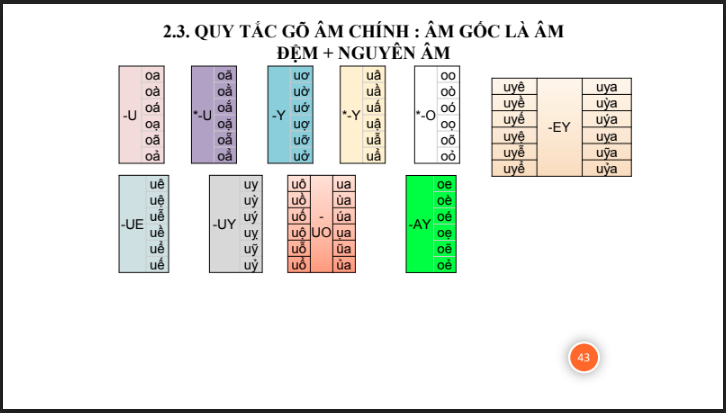 2.3. QUY TẮC GÕ ÂM CHÍNH : ÂM GỐC LÀ ÂM
ĐỆM + NGUYÊN ÂM
-U
oa
oà
oá
oạ
oã
oả
*-U
oă
oằ
oắ
oặ
oẵ
oẳ
-Y
uơ
uờ
uớ
uợ
uỡ
uở
*-Y
uâ
uầ
uấ
uậ
uẫ
uẩ
*-O
oo
oò
oó
oọ
oõ
oỏ
uyê
uyề
uyế
uyệ
uyễ
uyể
-EY
uya
uỳa
uýa
uỵa
uỹa
uỷa
-UE
uê
uệ
uễ
uề
uể
uế
-UY
uy
uỳ
uý
uỵ
uỹ
uỷ
uô
uồ
uố
uộ
uỗ
uổ
-
UO
ua
ùa
úa
ụa
ũa
ủa
-AY
oe
oè
oé
oẹ
oẽ
oẻ
43